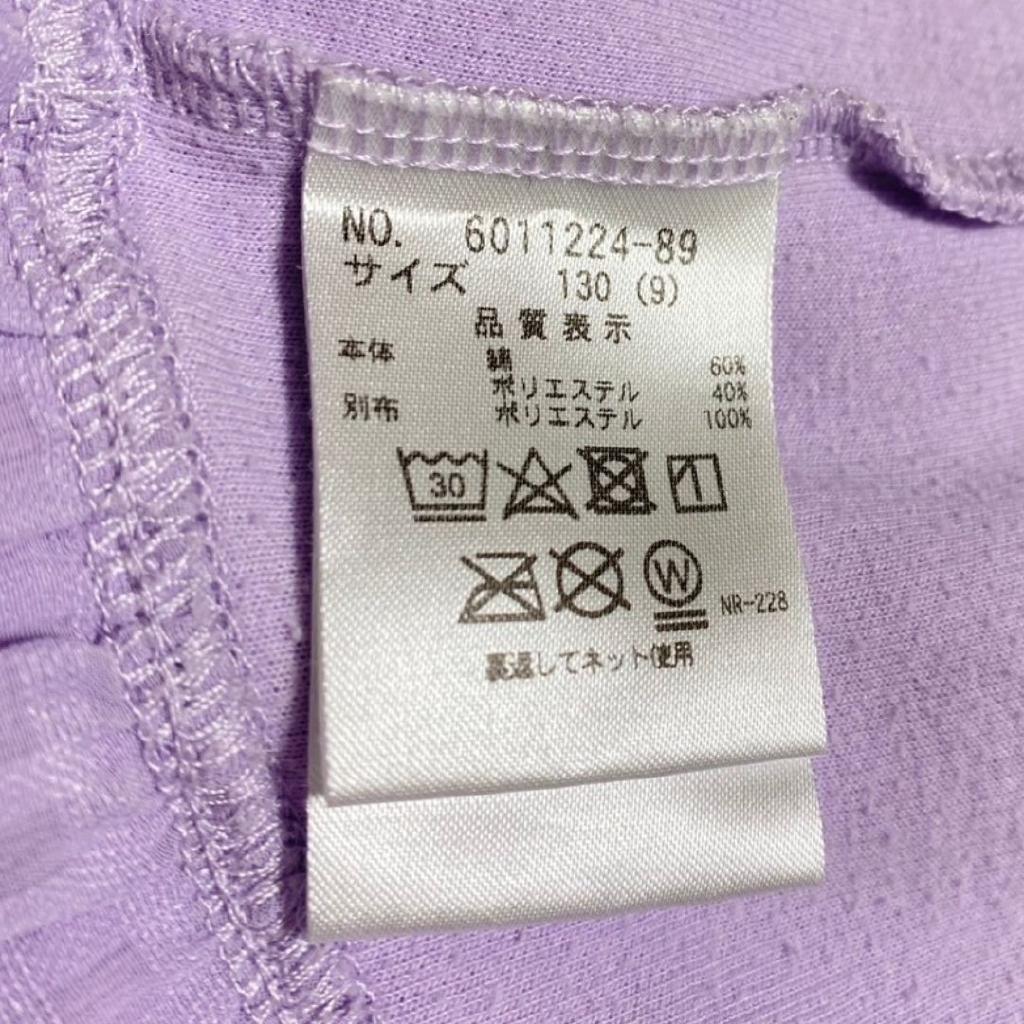 NO. 6011224-89
サイズ 130 (9)
品質表示
本体 綿 60%
ポリエステル 40%
別布 ポリエステル 100%
30
W
NR-228
裏返してネット使用